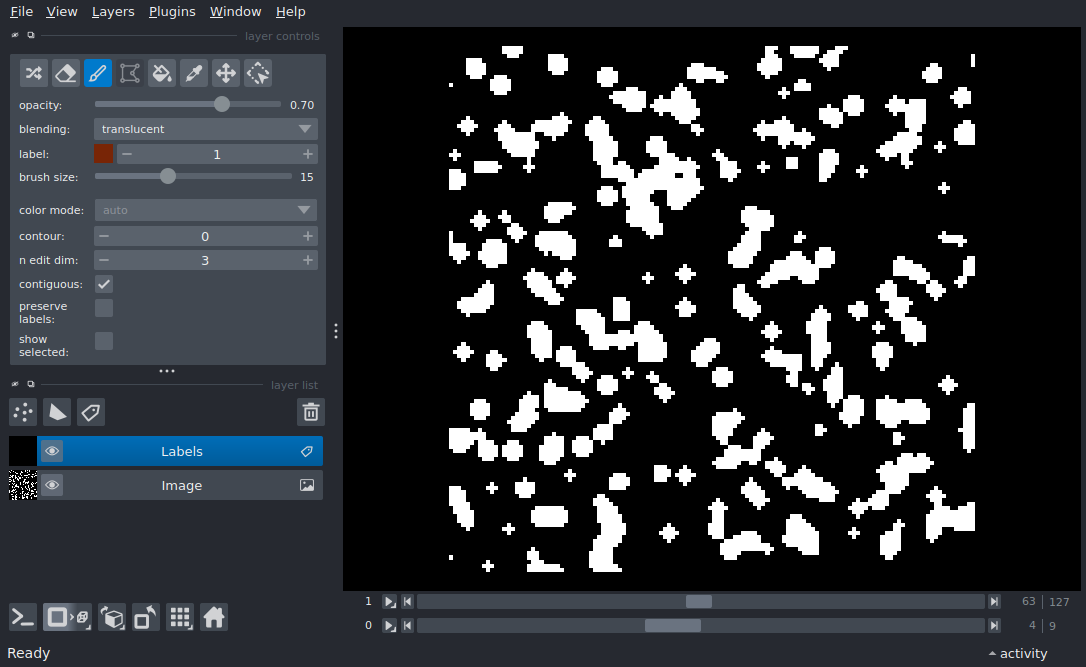 File View Layers Plugins Window Help
layer controls
opacity: 0.70
blending: translucent
label: 1
brush size: 15
color mode: auto
contour: 0
n edit dim: 3
contiguous:
preserve
labels:
show
selected:
layer list
Labels
Image
1 63 127
0 4 9
Ready activity